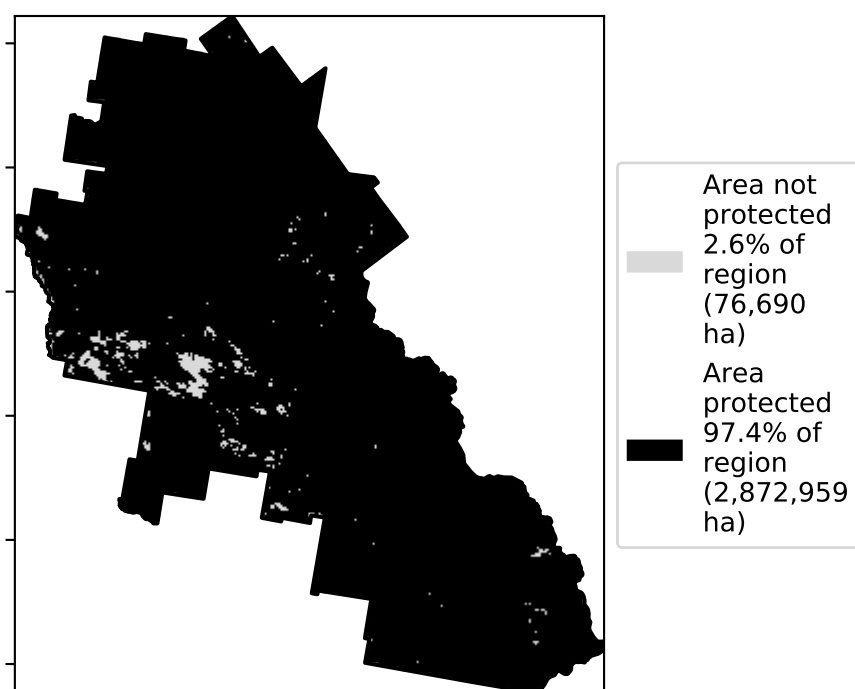 Area not
protected
2.6% of
region
(76,690
ha)
Area
protected
97.4% of
region
(2,872,959
ha)